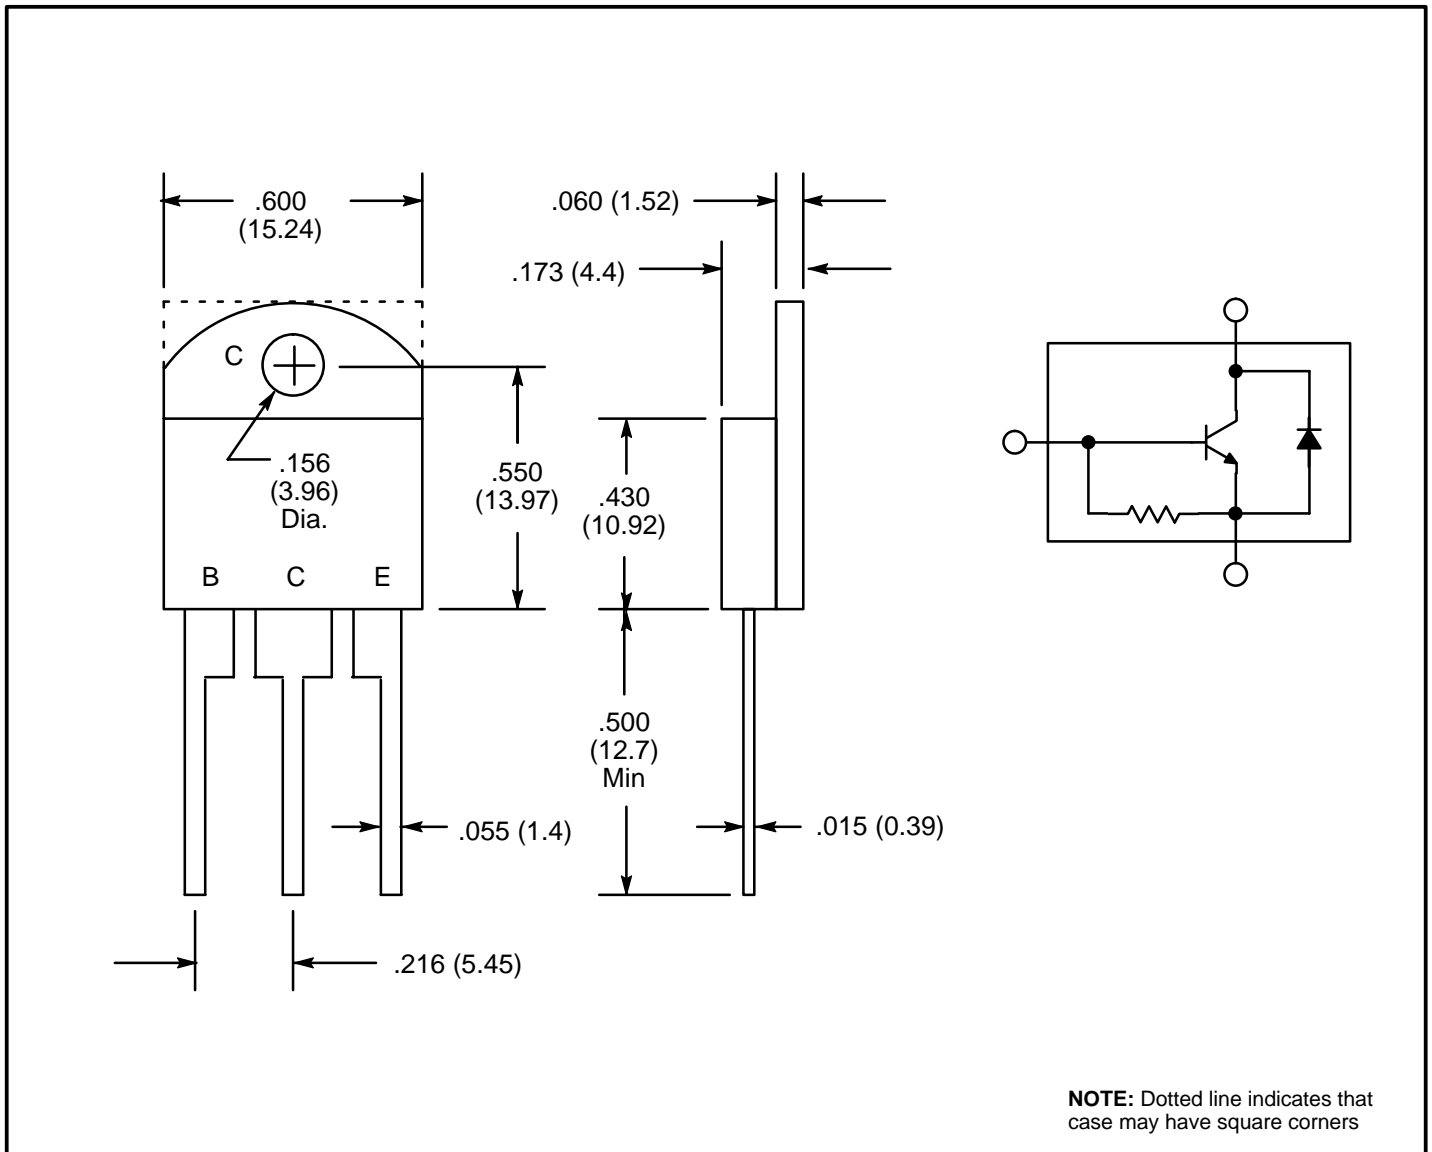 .600
(15.24)
.060 (1.52)
.173 (4.4)
C
.156
(3.96)
Dia.
.550
(13.97)
.430
(10.92)
B C E
.500
(12.7)
Min
.055 (1.4)
.015 (0.39)
.216 (5.45)
NOTE: Dotted line indicates that
case may have square corners